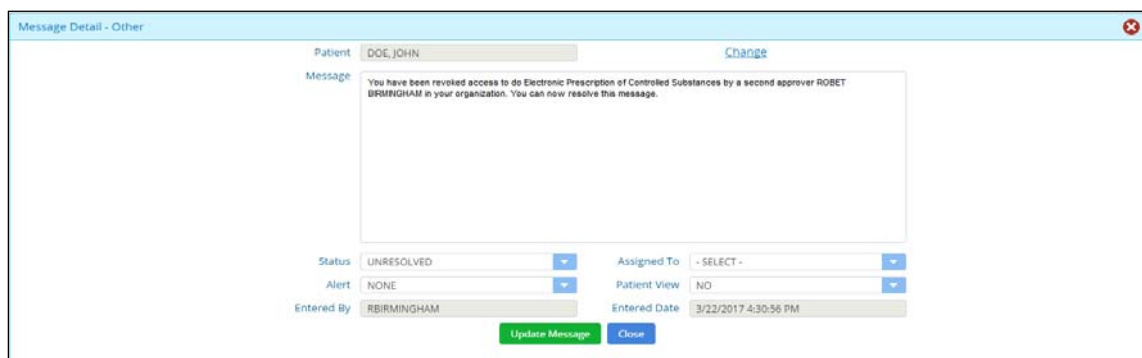 Message Detail - Other
Patient DOE, JOHN Change
Message
You have been revoked access to do Electronic Prescription of Controlled Substances by a second approver ROBET
BIRMINGHAM in your organization. You can now resolve this message.
Status UNRESOLVED Assigned To - SELECT -
Alert NONE Patient View NO
Entered By RBIRMINGHAM Entered Date 3/22/2017 4:30:56 PM
Update Message Close